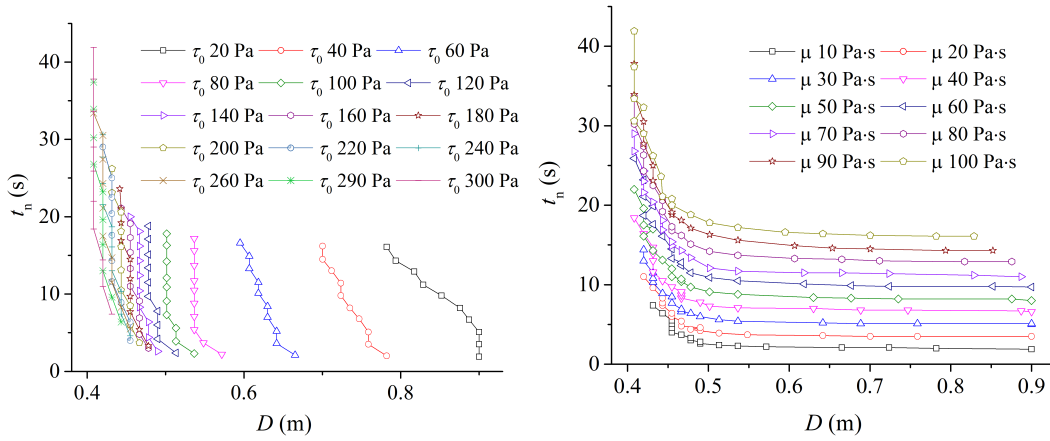 τ0 20 Pa τ0 40 Pa τ0 60 Pa
τ0 80 Pa τ0 100 Pa τ0 120 Pa
τ0 140 Pa τ0 160 Pa τ0 180 Pa
τ0 200 Pa τ0 220 Pa τ0 240 Pa
τ0 260 Pa τ0 290 Pa τ0 300 Pa
40
30
20
10
0
tn (s)
0.4 0.6 0.8
D (m)
μ 10 Pa·s μ 20 Pa·s
μ 30 Pa·s μ 40 Pa·s
μ 50 Pa·s μ 60 Pa·s
μ 70 Pa·s μ 80 Pa·s
μ 90 Pa·s μ 100 Pa·s
40
30
20
10
0
tn (s)
0.4 0.5 0.6 0.7 0.8 0.9
D (m)